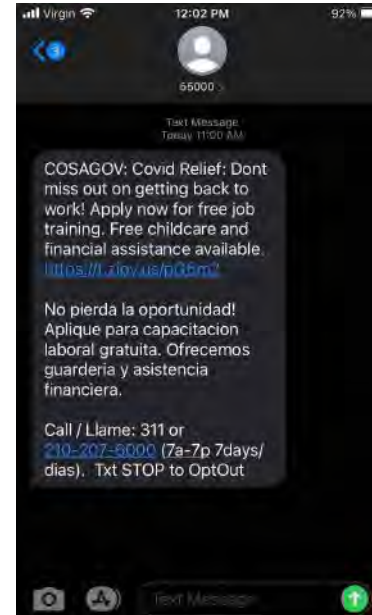 Virgin
12:02 PM
92%
3
66000
Text Message
Today 11:00 AM
COSAGOV: Covid Relief: Dont
miss out on getting back to
work! Apply now for free job
training. Free childcare and
financial assistance available.
No pierda la oportunidad!
Aplique para capacitacion
laboral gratuita. Ofrecemos
guarderia y asistencia
financiera.
Call / Llame: 311 or
210-207-6000 (7a-7p 7days/
dias). Txt STOP to OptOut
Text Message